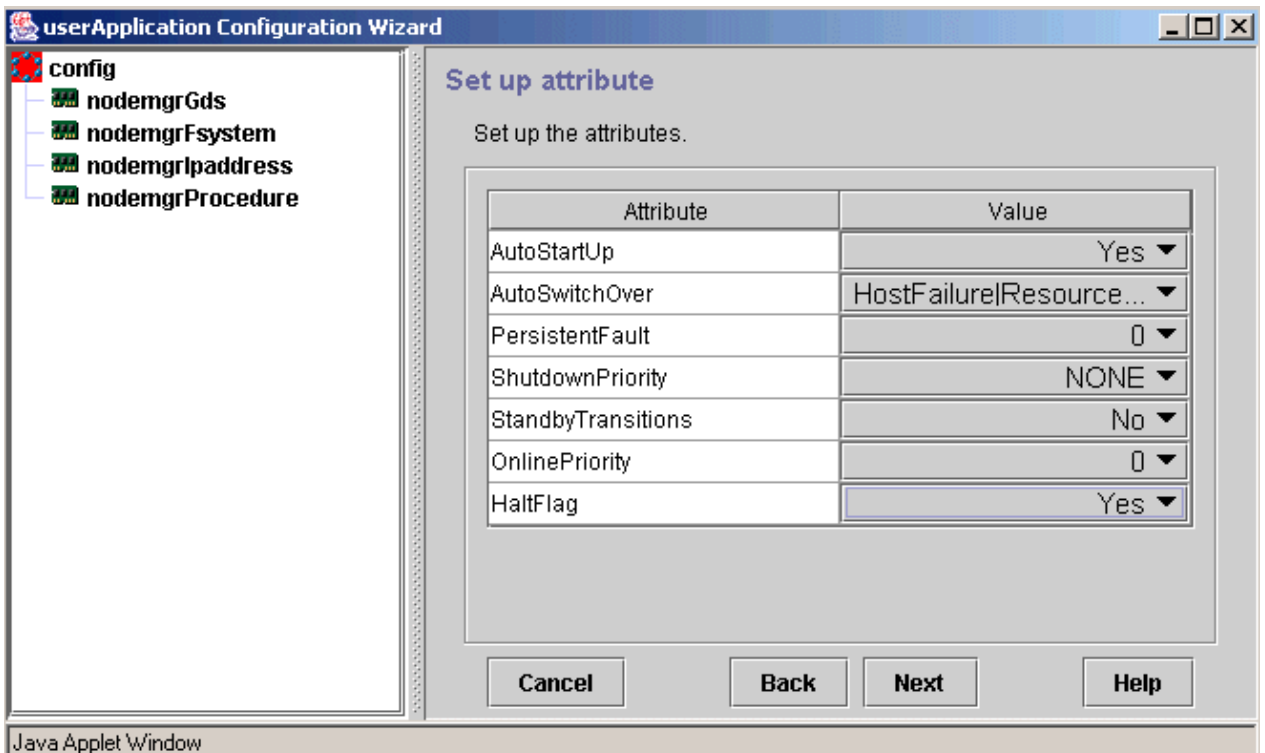 userApplication Configuration Wizard
config
nodemgrGds
nodemgrFsystem
nodemgrIpaddress
nodemgrProcedure
Set up attribute
Set up the attributes.
Attribute Value
AutoStartUp Yes
AutoSwitchOver HostFailure|Resource...
PersistentFault 0
ShutdownPriority NONE
StandbyTransitions No
OnlinePriority 0
HaltFlag Yes
Cancel Back Next Help
Java Applet Window